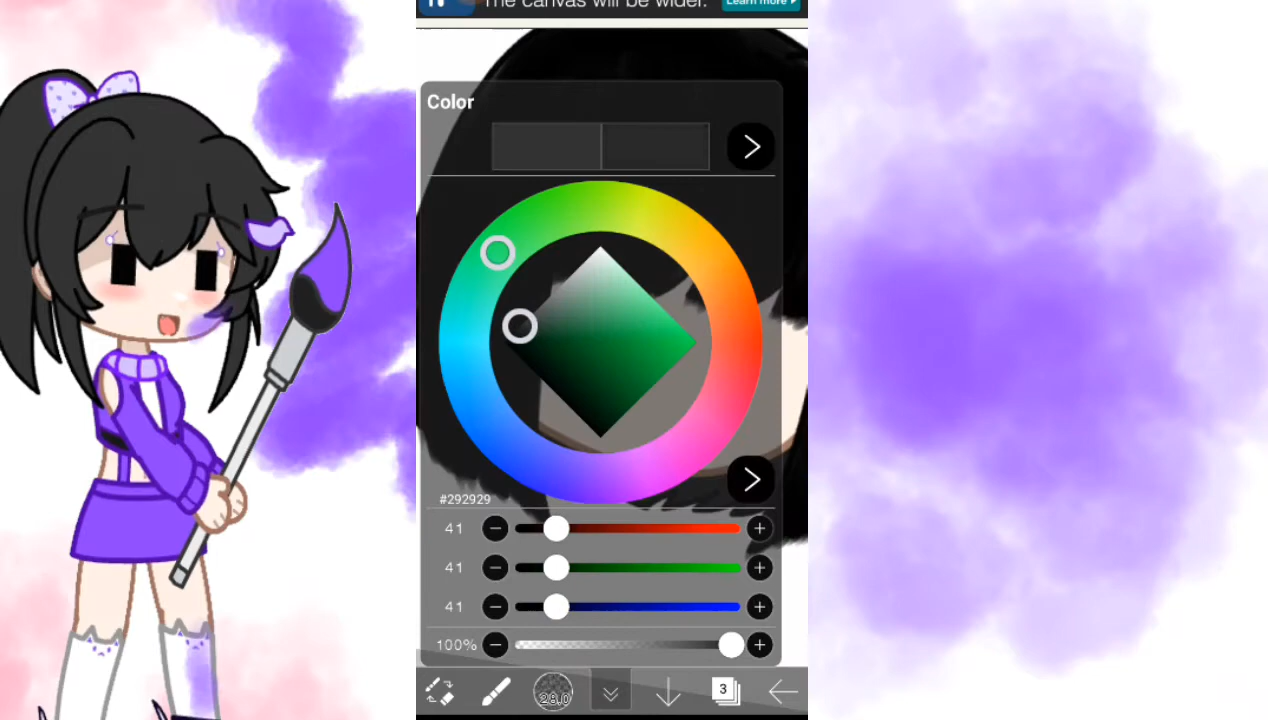 The canvas will be wider.
Learn more
Color
#292929
41
41
41
100%
28.0
3